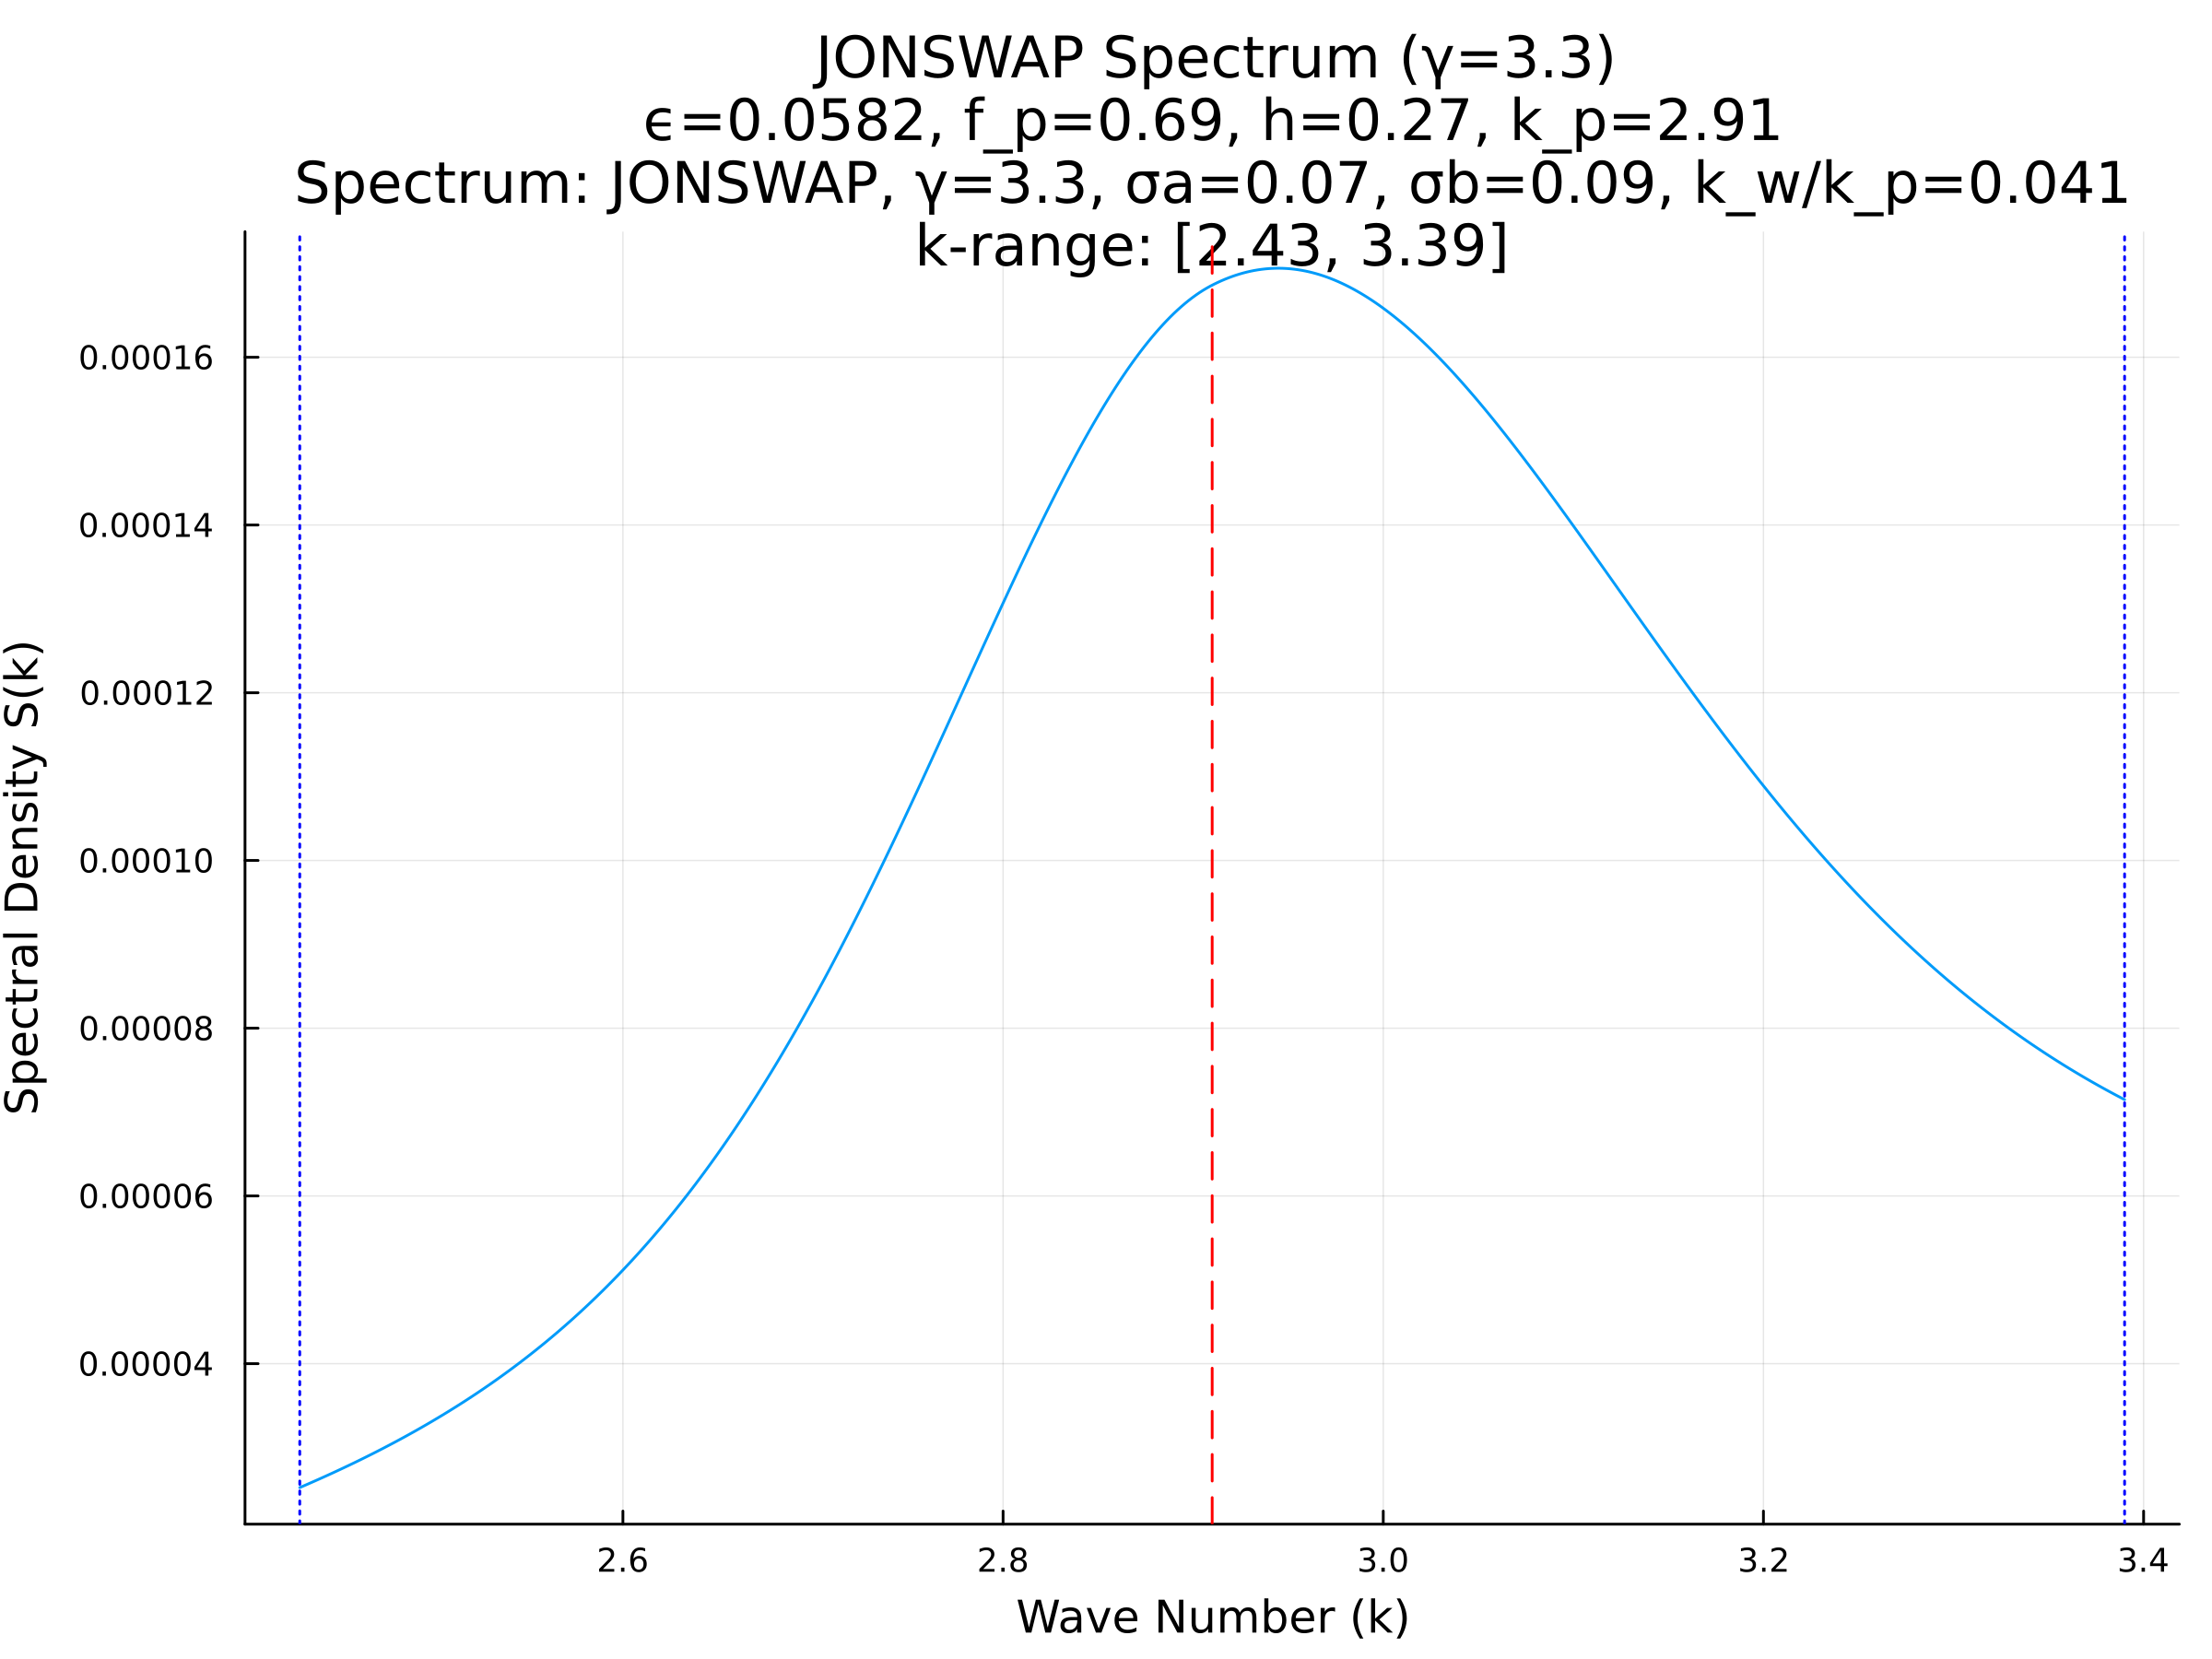 JONSWAP Spectrum (γ=3.3)
ϵ=0.0582, f_p=0.69, h=0.27, k_p=2.91
Spectrum: JONSWAP, γ=3.3, σa=0.07, σb=0.09, k_w/k_p=0.041
k-range: [2.43, 3.39]
Spectral Density S(k)
0.00016
0.00014
0.00012
0.00010
0.00008
0.00006
0.00004
2.6 2.8 3.0 3.2 3.4
Wave Number (k)